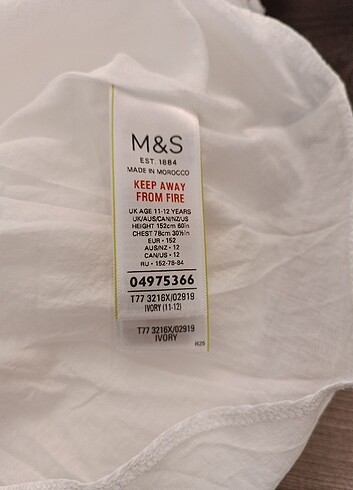 M&S
EST. 1884
MADE IN MOROCCO
KEEP AWAY
FROM FIRE
UK AGE 11-12 YEARS
UK/AUS/CAN/NZ/US
HEIGHT 152cm 60in
CHEST 78cm 30½in
EUR • 152
AUS/NZ • 12
CAN/US • 12
RU • 152-78-84
04975366
T77 3216X/02919
IVORY (11-12)
T77 3216X/02919
IVORY